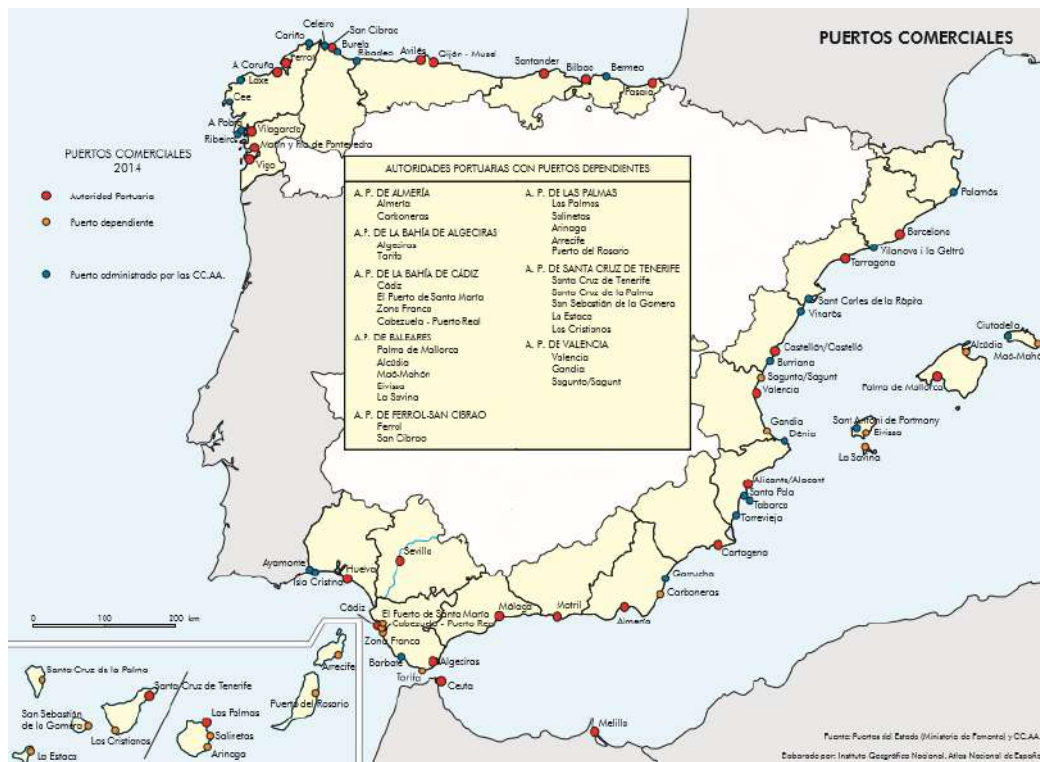 PUERTOS COMERCIALES
Celeiro
San Cibrao
Cariño
Burela
Ribadeo
Ferrol
A Coruña
Laxe
Cee
Avilés
Gijón - Musel
Santander
Bilbao
Bermeo
Pasaia
A Pobra
Ribeira
Vilagarcía
Marín y Ría de Pontevedra
Vigo
PUERTOS COMERCIALES
2014
Autoridad Portuaria
Puerto dependiente
Puerto administrado por las CC.AA.
AUTORIDADES PORTUARIAS CON PUERTOS DEPENDIENTES
A. P. DE ALMERÍA
Almería
Carboneras
A.P. DE LA BAHÍA DE ALGECIRAS
Algeciras
Tarifa
A. P. DE LA BAHÍA DE CÁDIZ
Cádiz
El Puerto de Santa María
Zona Franca
Cabezuela - Puerto Real
A.P. DE BALEARES
Palma de Mallorca
Alcúdia
Maó-Mahón
Eivissa
La Savina
A. P. DE FERROL-SAN CIBRAO
Ferrol
San Cibrao
A. P. DE LAS PALMAS
Las Palmas
Salinetas
Arinaga
Arrecife
Puerto del Rosario
A. P. DE SANTA CRUZ DE TENERIFE
Santa Cruz de Tenerife
Santa Cruz de la Palma
San Sebastián de la Gomera
La Estaca
Los Cristianos
A. P. DE VALENCIA
Valencia
Gandia
Sagunto/Sagunt
Palamós
Barcelona
Vilanova i la Geltrú
Tarragona
Sant Carles de la Ràpita
Vinaròs
Castellón/Castelló
Burriana
Sagunto/Sagunt
Valencia
Gandia
Dénia
Ciutadella
Alcúdia
Maó-Mahón
Palma de Mallorca
Sant Antoni de Portmany
Eivissa
La Savina
Alicante/Alacant
Santa Pola
Tabarca
Torrevieja
Cartagena
Garrucha
Carboneras
Almería
Motril
Málaga
Sevilla
Ayamonte
Isla Cristina
Huelva
Cádiz
El Puerto de Santa María
Cabezuela - Puerto Real
Zona Franca
Barbate
Tarifa
Algeciras
Ceuta
Melilla
0 100 200 km
Santa Cruz de la Palma
Santa Cruz de Tenerife
San Sebastián
de la Gomera
Los Cristianos
La Estaca
Las Palmas
Salinetas
Arinaga
Arrecife
Puerto del Rosario
Fuente: Puertos del Estado (Ministerio de Fomento) y CC.AA.
Elaborado por: Instituto Geográfico Nacional. Atlas Nacional de España